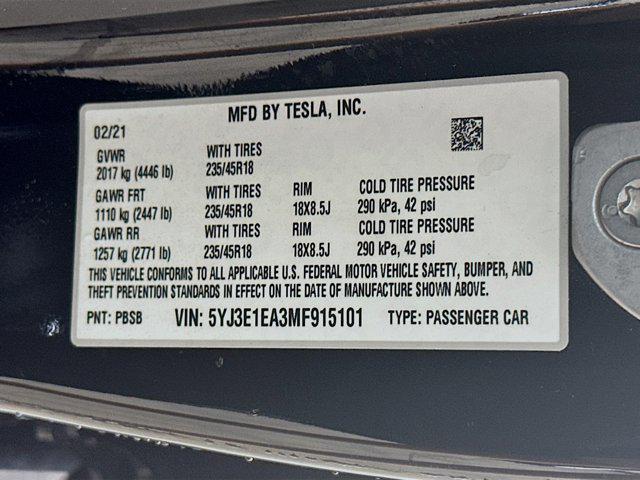 MFD BY TESLA, INC.
02/21
GVWR WITH TIRES
2017 kg (4446 lb) 235/45R18
GAWR FRT WITH TIRES RIM COLD TIRE PRESSURE
1110 kg (2447 lb) 235/45R18 18X8.5J 290 kPa, 42 psi
GAWR RR WITH TIRES RIM COLD TIRE PRESSURE
1257 kg (2771 lb) 235/45R18 18X8.5J 290 kPa, 42 psi
THIS VEHICLE CONFORMS TO ALL APPLICABLE U.S. FEDERAL MOTOR VEHICLE SAFETY, BUMPER, AND
THEFT PREVENTION STANDARDS IN EFFECT ON THE DATE OF MANUFACTURE SHOWN ABOVE.
PNT: PBSB VIN: 5YJ3E1EA3MF915101 TYPE: PASSENGER CAR